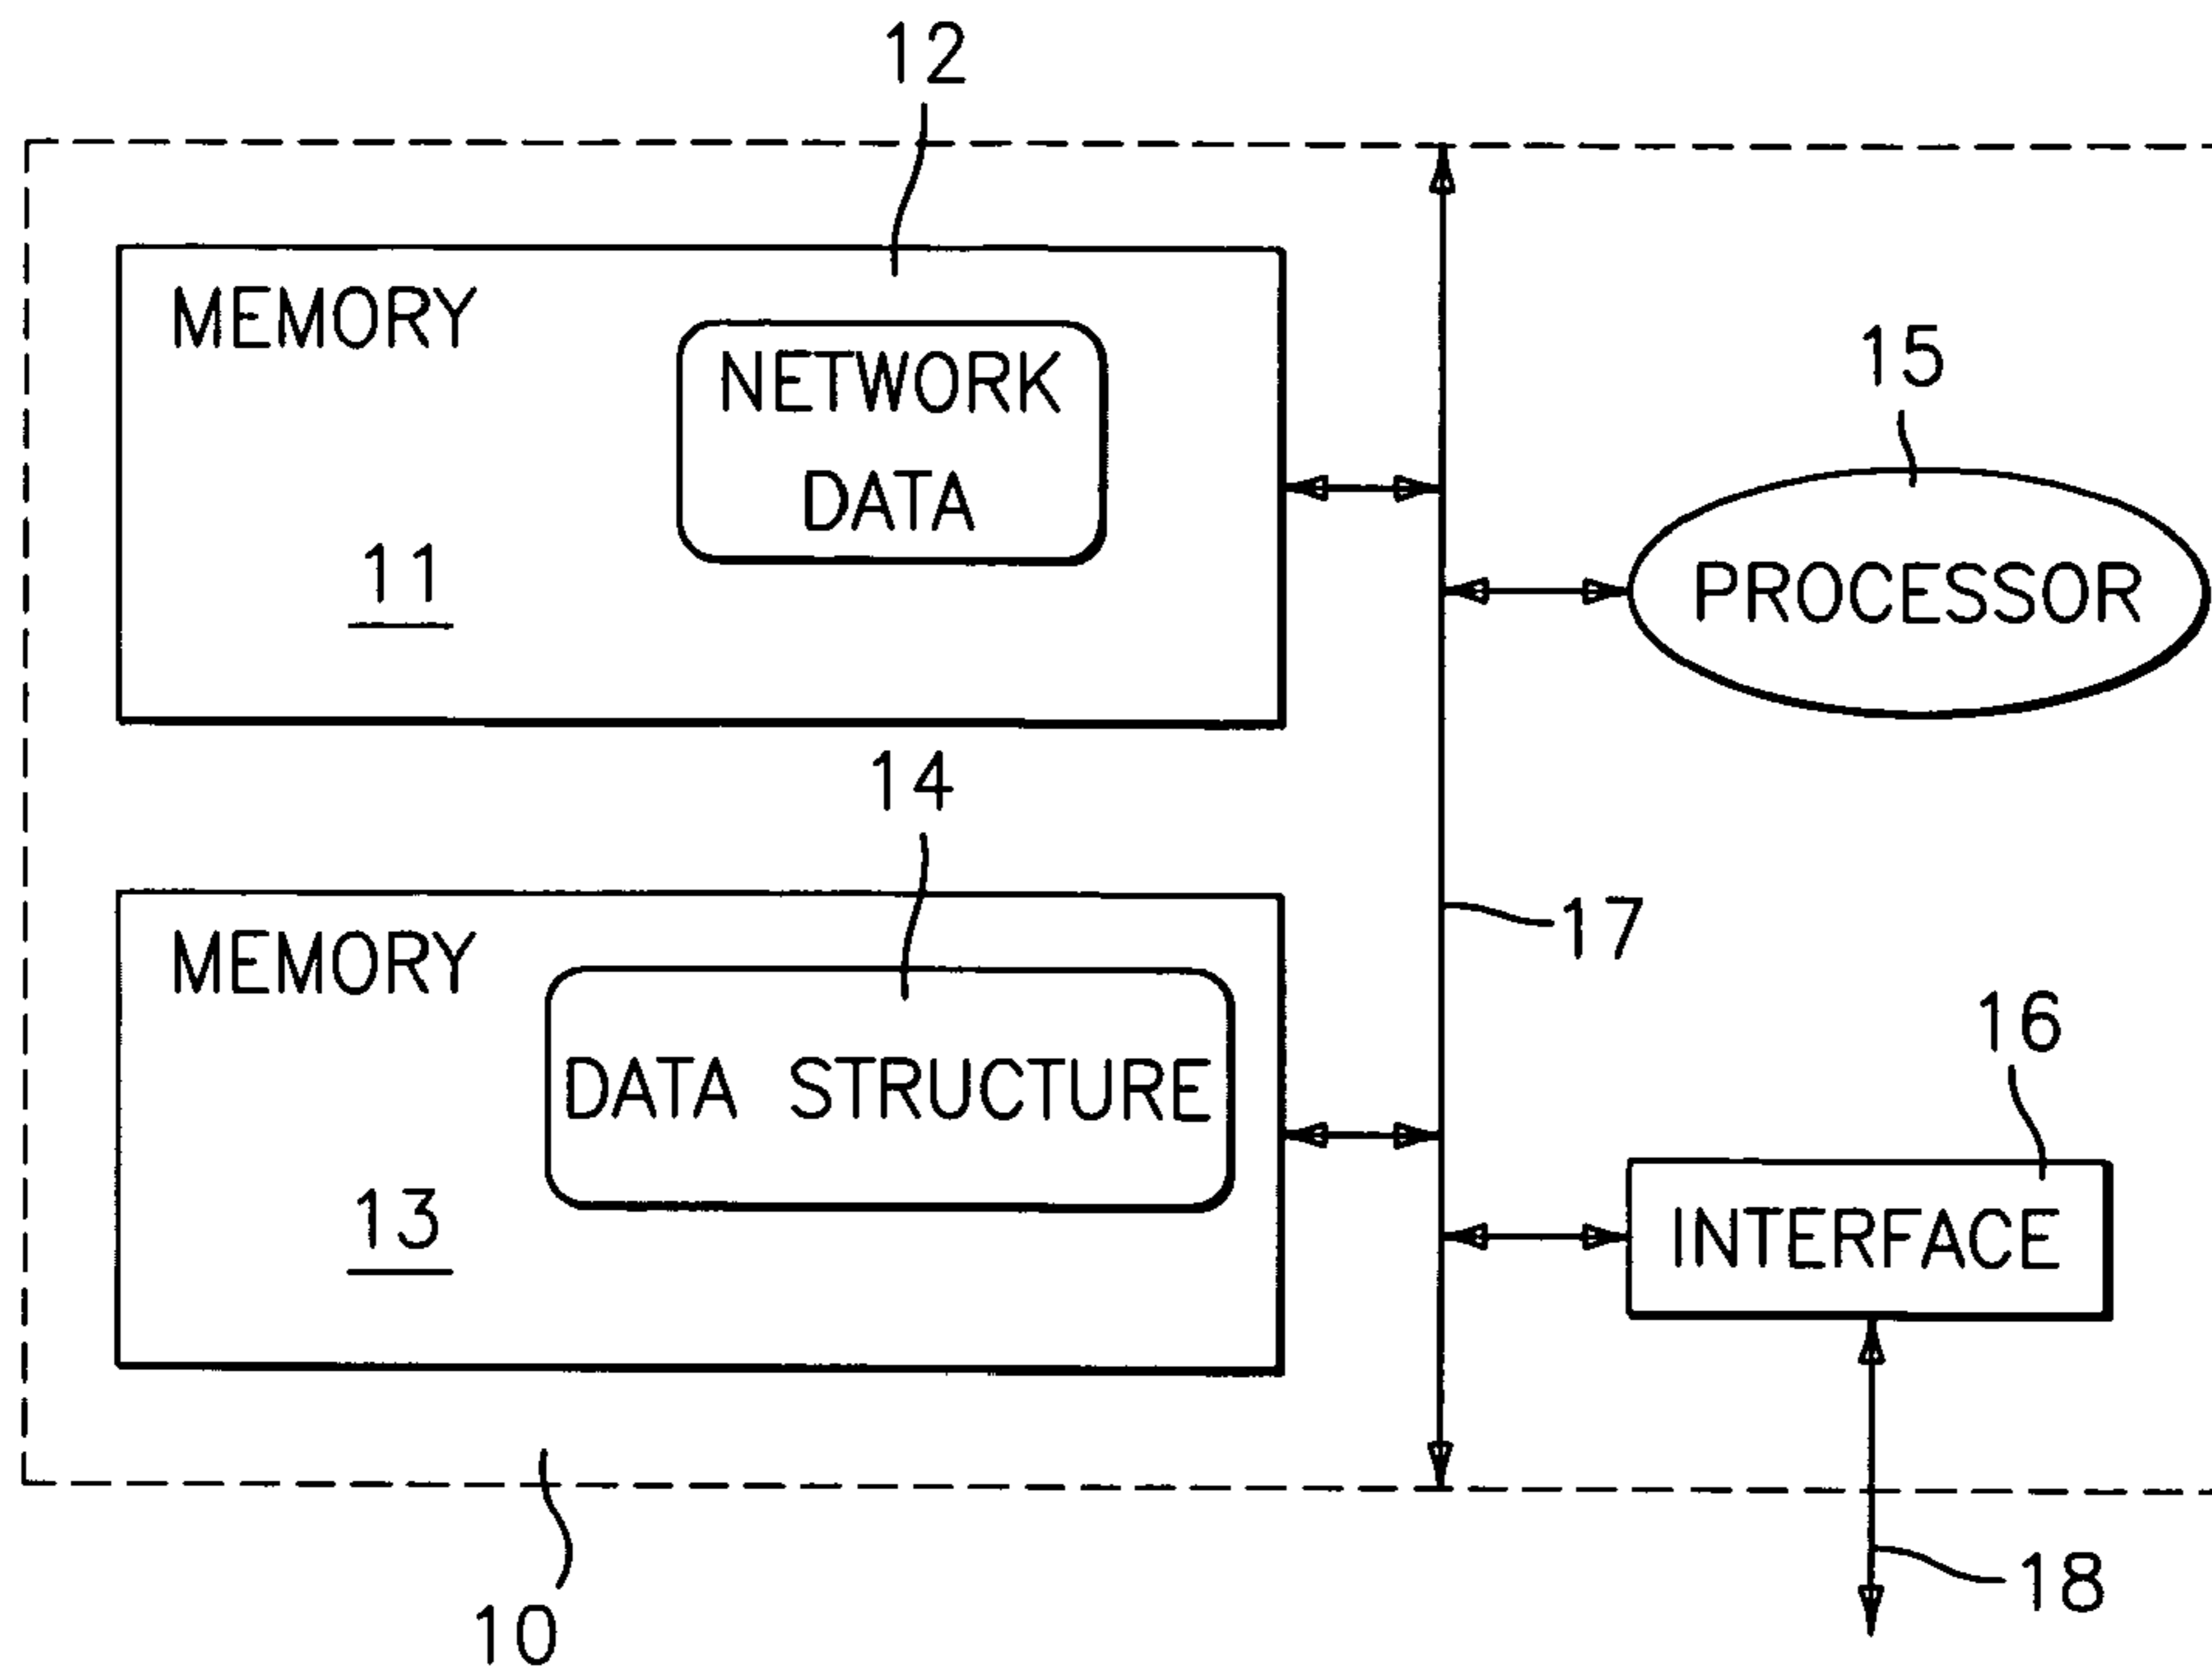 12
MEMORY
NETWORK
DATA
11
15
PROCESSOR
14
MEMORY
DATA STRUCTURE
13
17
16
INTERFACE
10
18